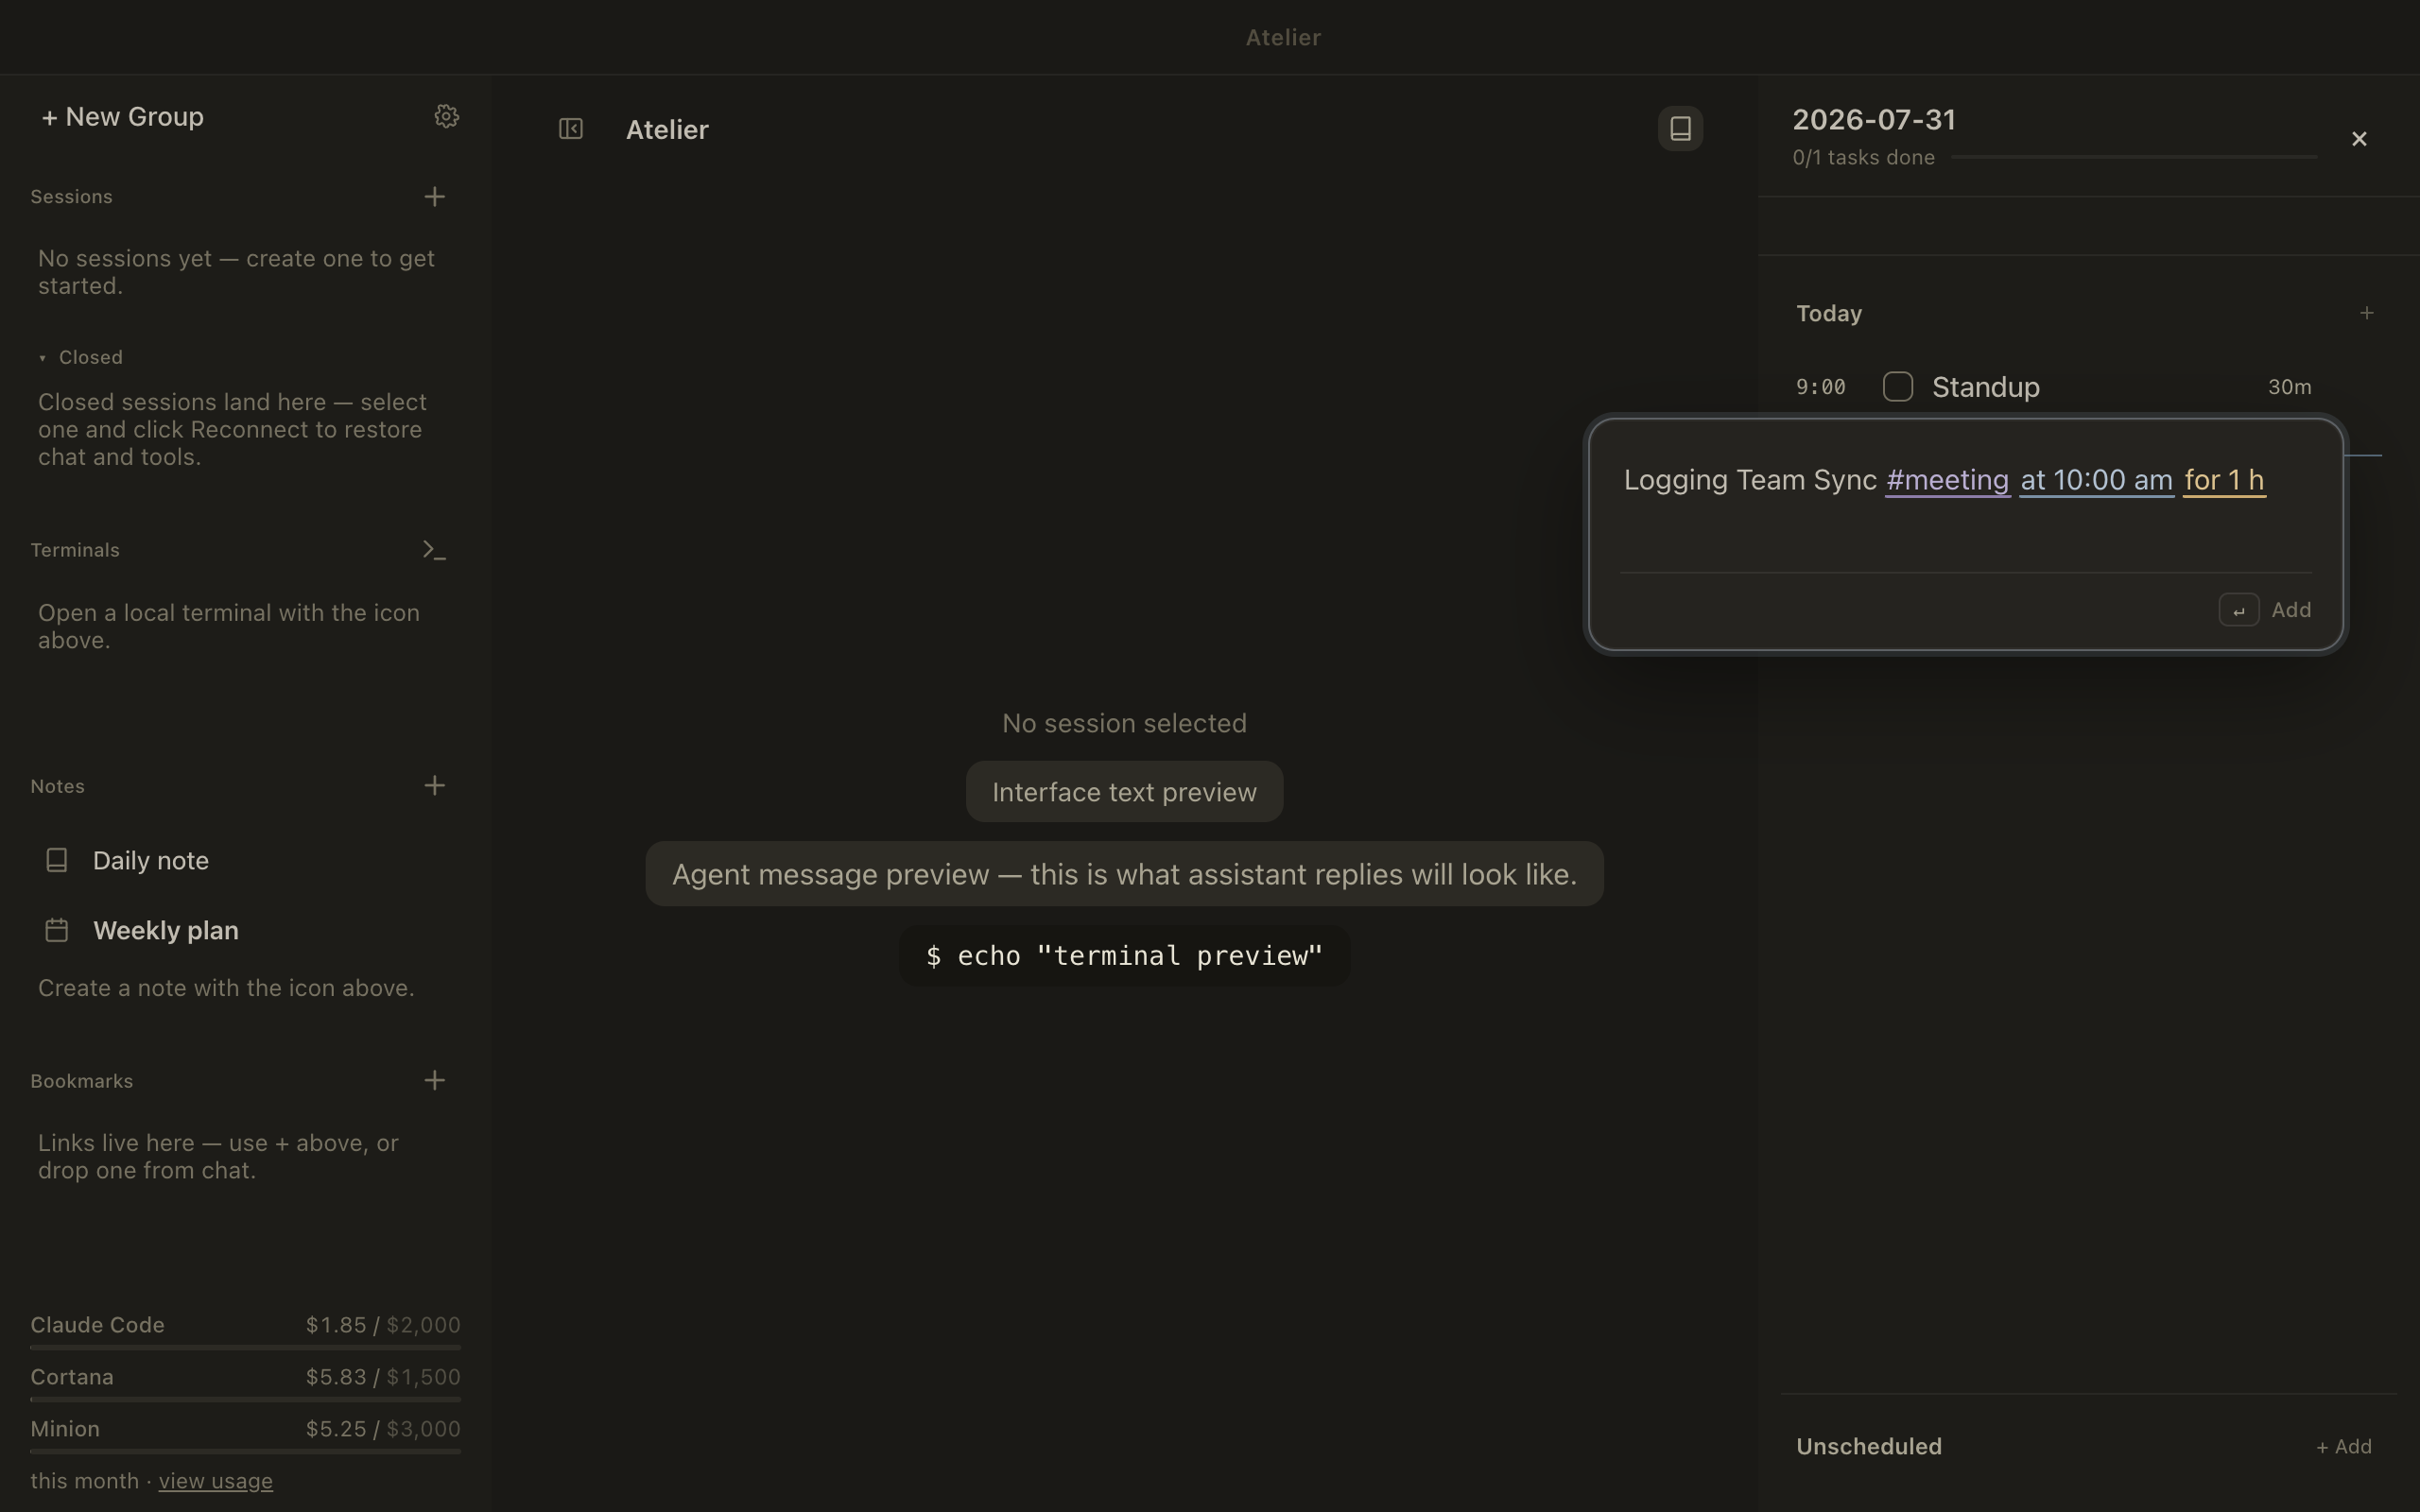 Atelier
+ New Group
Sessions
No sessions yet — create one to get
started.
▾ Closed
Closed sessions land here — select
one and click Reconnect to restore
chat and tools.
Terminals
Open a local terminal with the icon
above.
Notes
Daily note
Weekly plan
Create a note with the icon above.
Bookmarks
Links live here — use + above, or
drop one from chat.
Claude Code $1.85 / $2,000
Cortana $5.83 / $1,500
Minion $5.25 / $3,000
this month · view usage
Atelier
No session selected
Interface text preview
Agent message preview — this is what assistant replies will look like.
$ echo "terminal preview"
2026-07-31
0/1 tasks done
Today
9:00 Standup 30m
Logging Team Sync #meeting at 10:00 am for 1 h
↵ Add
Unscheduled + Add